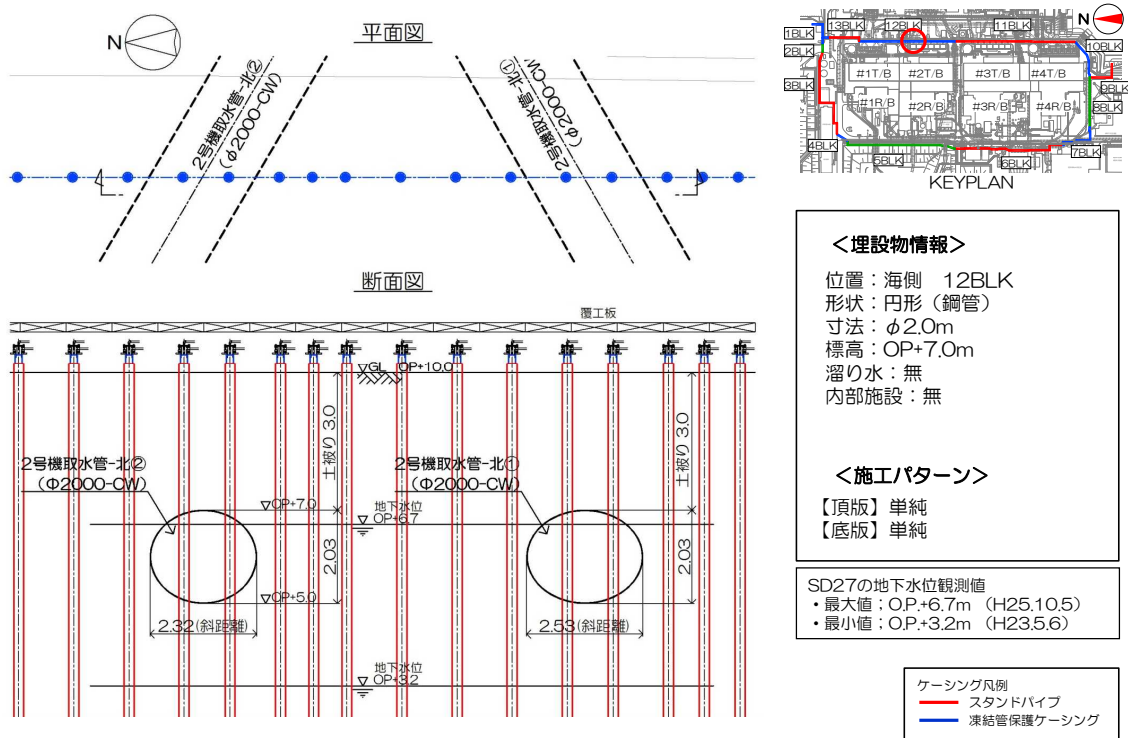 平面図
N
2号機取水管-北②
(φ2000-CW)
2号機取水管-北①
(φ2000-CW)
断面図
覆工板
▽GL OP+10.0
土被り 3.0
土被り 3.0
2号機取水管-北②
(Φ2000-CW)
2号機取水管-北①
(Φ2000-CW)
▽OP+7.0
地下水位
▽OP+6.7
2.03
2.03
▽OP+5.0
2.32(斜距離)
2.53(斜距離)
地下水位
▽OP+3.2
N
13BLK
12BLK
11BLK
1BLK
2BLK
10BLK
3BLK
#1T/B
#2T/B
#3T/B
#4T/B
9BLK
8BLK
#1R/B
#2R/B
#3R/B
#4R/B
4BLK
5BLK
6BLK
7BLK
KEYPLAN
<埋設物情報>
位置：海側 12BLK
形状：円形（鋼管）
寸法：φ2.0m
標高：OP+7.0m
溜り水：無
内部施設：無
<施工パターン>
【頂版】単純
【底版】単純
SD27の地下水位観測値
・最大値；O.P.+6.7m （H25.10.5）
・最小値；O.P.+3.2m （H23.5.6）
ケーシング凡例
スタンドパイプ
凍結管保護ケーシング